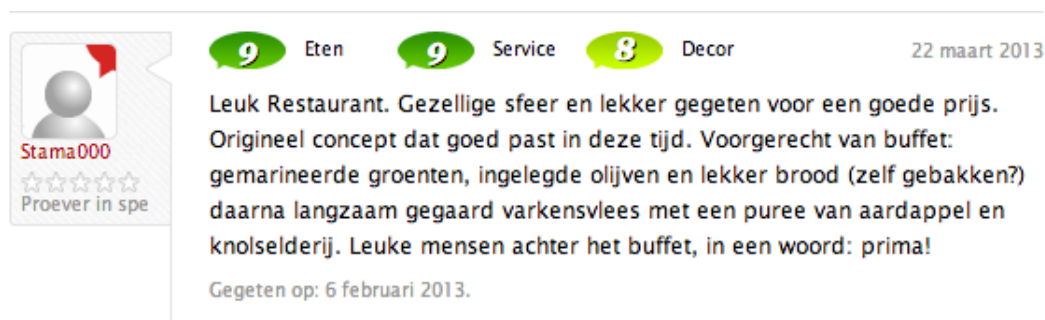 9 Eten 9 Service 8 Decor 22 maart 2013
Leuk Restaurant. Gezellige sfeer en lekker gegeten voor een goede prijs.
Origineel concept dat goed past in deze tijd. Voorgerecht van buffet:
gemarineerde groenten, ingelegde olijven en lekker brood (zelf gebakken?)
daarna langzaam gegaard varkensvlees met een puree van aardappel en
knolselderij. Leuke mensen achter het buffet, in een woord: prima!
Gegeten op: 6 februari 2013.
Stama000
Proever in spe